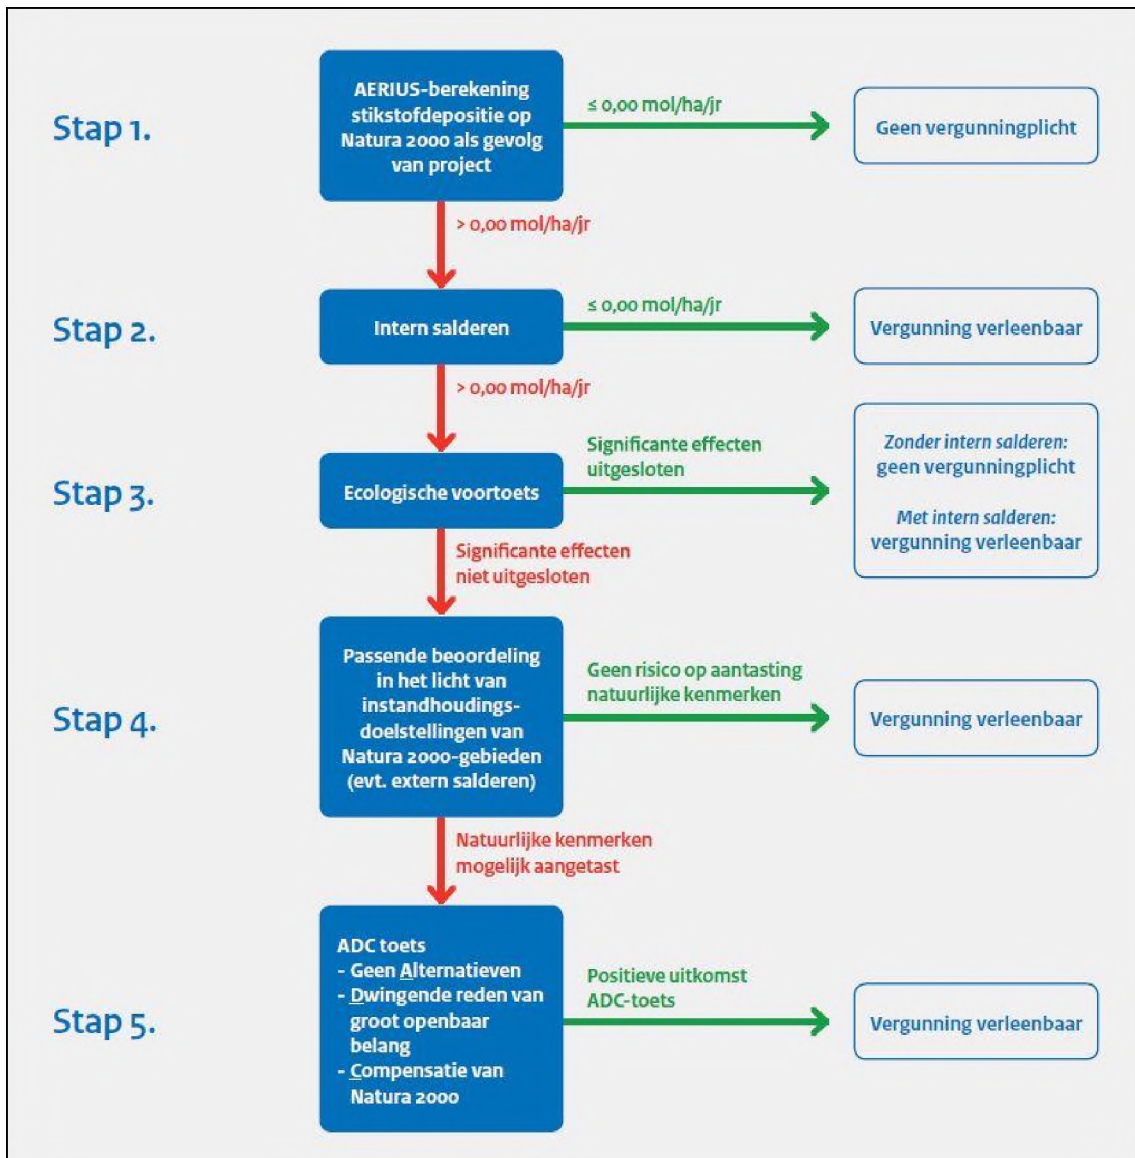 Stap 1.
AERIUS-berekening
stikstofdepositie op
Natura 2000 als gevolg
van project
≤ 0,00 mol/ha/jr
Geen vergunningplicht
> 0,00 mol/ha/jr
Stap 2.
Intern salderen
≤ 0,00 mol/ha/jr
Vergunning verleenbaar
> 0,00 mol/ha/jr
Stap 3.
Ecologische voortoets
Significante effecten
uitgesloten
Zonder intern salderen:
geen vergunningplicht
Met intern salderen:
vergunning verleenbaar
Significante effecten
niet uitgesloten
Stap 4.
Passende beoordeling
in het licht van
instandhoudings-
doelstellingen van
Natura 2000-gebieden
(evt. extern salderen)
Geen risico op aantasting
natuurlijke kenmerken
Vergunning verleenbaar
Natuurlijke kenmerken
mogelijk aangetast
Stap 5.
ADC toets
- Geen Alternatieven
- Dwingende reden van
groot openbaar
belang
- Compensatie van
Natura 2000
Positieve uitkomst
ADC-toets
Vergunning verleenbaar